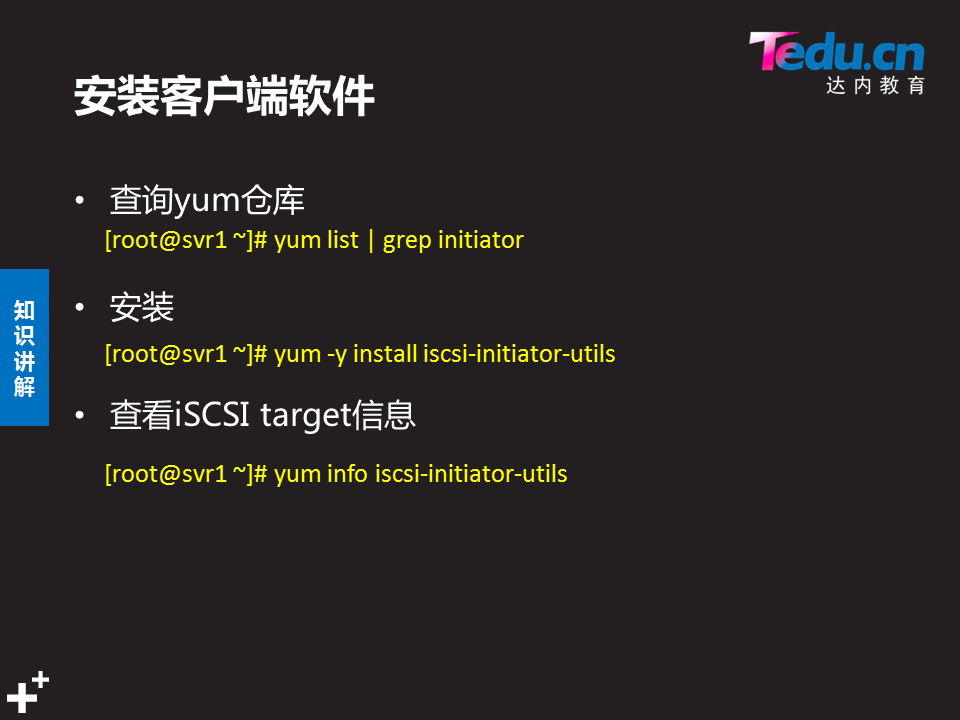 Tedu.cn
达内教育
安装客户端软件
• 查询yum仓库
[root@svr1 ~]# yum list | grep initiator
• 安装
[root@svr1 ~]# yum -y install iscsi-initiator-utils
• 查看iSCSI target信息
[root@svr1 ~]# yum info iscsi-initiator-utils
知识讲解